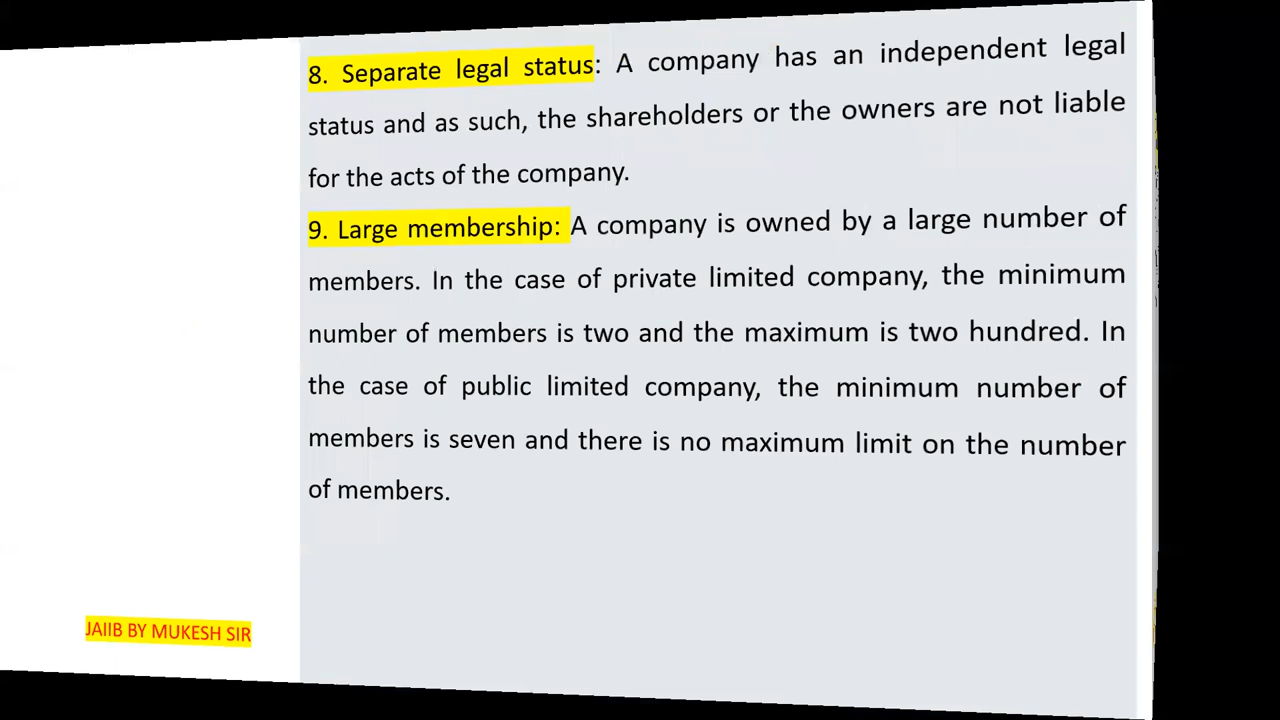 8. Separate legal status: A company has an independent legal
status and as such, the shareholders or the owners are not liable
for the acts of the company.
9. Large membership: A company is owned by a large number of
members. In the case of private limited company, the minimum
number of members is two and the maximum is two hundred. In
the case of public limited company, the minimum number of
members is seven and there is no maximum limit on the number
of members.
JAIIB BY MUKESH SIR